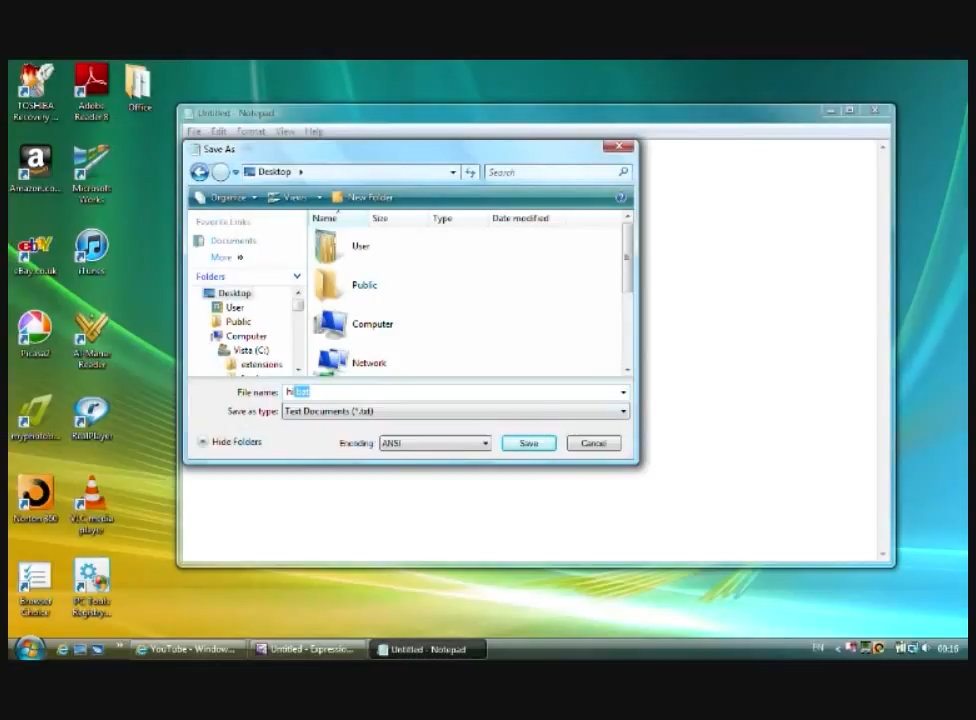 TOSHIBA
Recovery ...
Adobe
Reader 8
Office
Amazon.co...
Microsoft
Works
eBay.co.uk
iTunes
Picasa2
Reader
RealPlayer
Norton 360
VLC media
player
Browser
Choice
PC Tools
Registry...
Untitled - Notepad
File Edit Format View Help
Save As
Desktop
Search
Organize Views New Folder
Favorite Links
Documents
More »
Folders
Desktop
User
Public
Computer
Vista (C:)
extensions
Name Size Type Date modified
User
Public
Computer
Network
File name: hi
Save as type: Text Documents (*.txt)
Hide Folders
Encoding: ANSI
Save
Cancel
YouTube - Window...
Untitled - Expressio...
Untitled - Notepad
EN